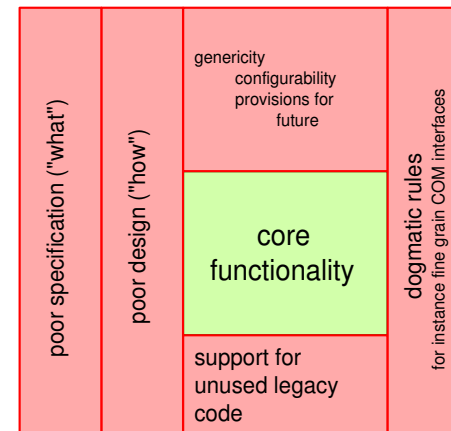 poor specification ("what")
poor design ("how")
genericity
configurability
provisions for
future
core
functionality
support for
unused legacy
code
dogmatic rules
for instance fine grain COM interfaces